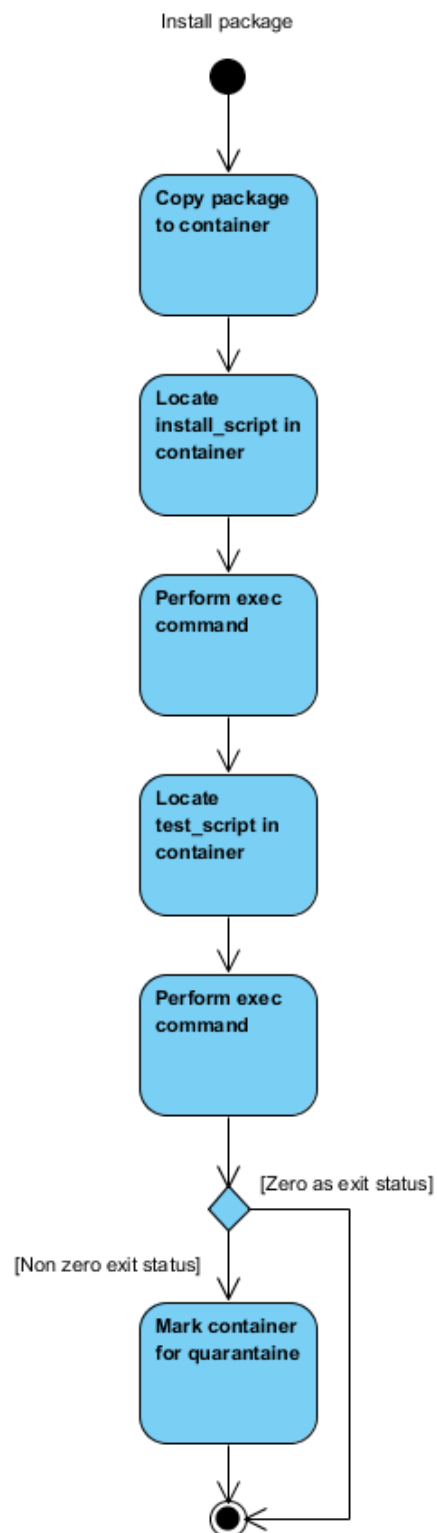 Install package
Copy package
to container
Locate
install_script in
container
Perform exec
command
Locate
test_script in
container
Perform exec
command
[Zero as exit status]
[Non zero exit status]
Mark container
for quarantaine